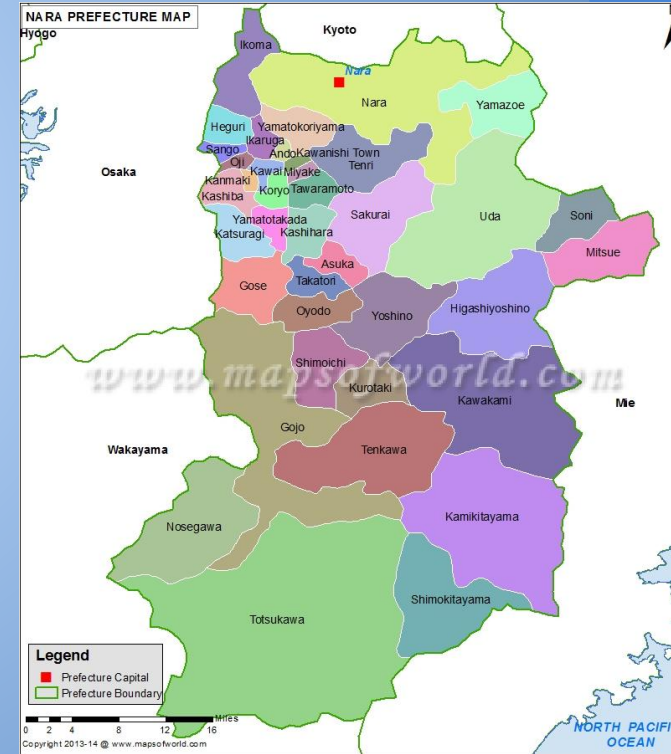 NARA PREFECTURE MAP
Hyogo
Kyoto
Ikoma
Nara
Nara
Yamazoe
Heguri
Yamatokoriyama
Ikaruga
Sango
Ando
Kawanishi Town
Oji
Tenri
Osaka
Kawai
Miyake
Kanmaki
Koryo
Tawaramoto
Kashiba
Sakurai
Uda
Soni
Yamatotakada
Katsuragi
Kashihara
Mitsue
Asuka
Gose
Takatori
Oyodo
Yoshino
Higashiyoshino
Shimoichi
www.mapsofworld.com
Kurotaki
Kawakami
Mie
Gojo
Wakayama
Tenkawa
Nosegawa
Kamikitayama
Shimokitayama
Totsukawa
Legend
Prefecture Capital
Prefecture Boundary
Miles
0 2 4 8 12 16
Copyright 2013-14 @ www.mapsofworld.com
NORTH PACIFI
OCEAN